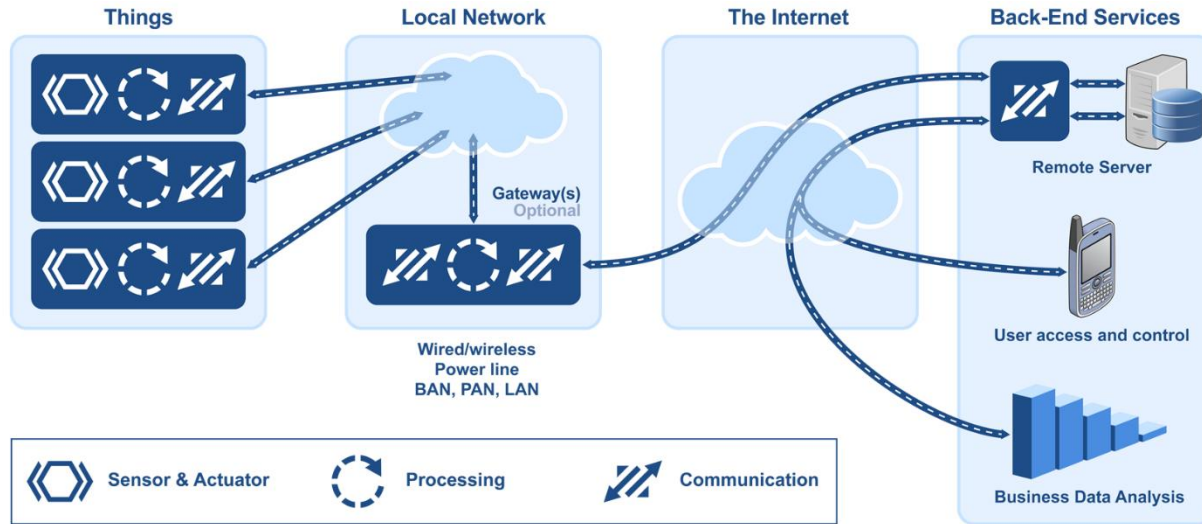 Things
Local Network
The Internet
Back-End Services
Gateway(s)
Optional
Wired/wireless
Power line
BAN, PAN, LAN
Remote Server
User access and control
Business Data Analysis
Sensor & Actuator
Processing
Communication